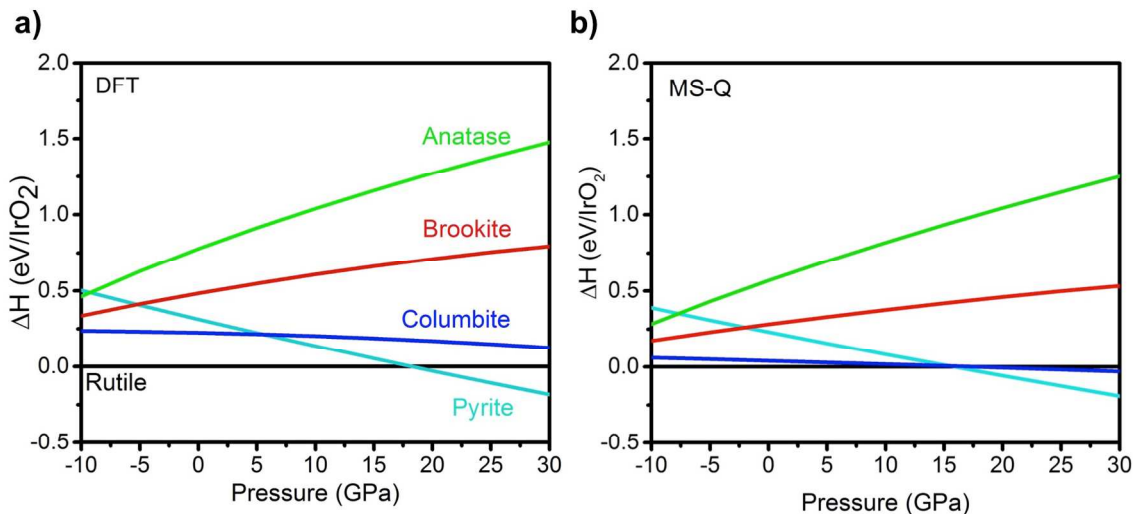 a)
DFT
ΔH (eV/IrO₂)
2.0
1.5
1.0
0.5
0.0
-0.5
Anatase
Brookite
Columbite
Rutile
Pyrite
-10 -5 0 5 10 15 20 25 30
Pressure (GPa)
b)
MS-Q
ΔH (eV/IrO₂)
2.0
1.5
1.0
0.5
0.0
-0.5
-10 -5 0 5 10 15 20 25 30
Pressure (GPa)